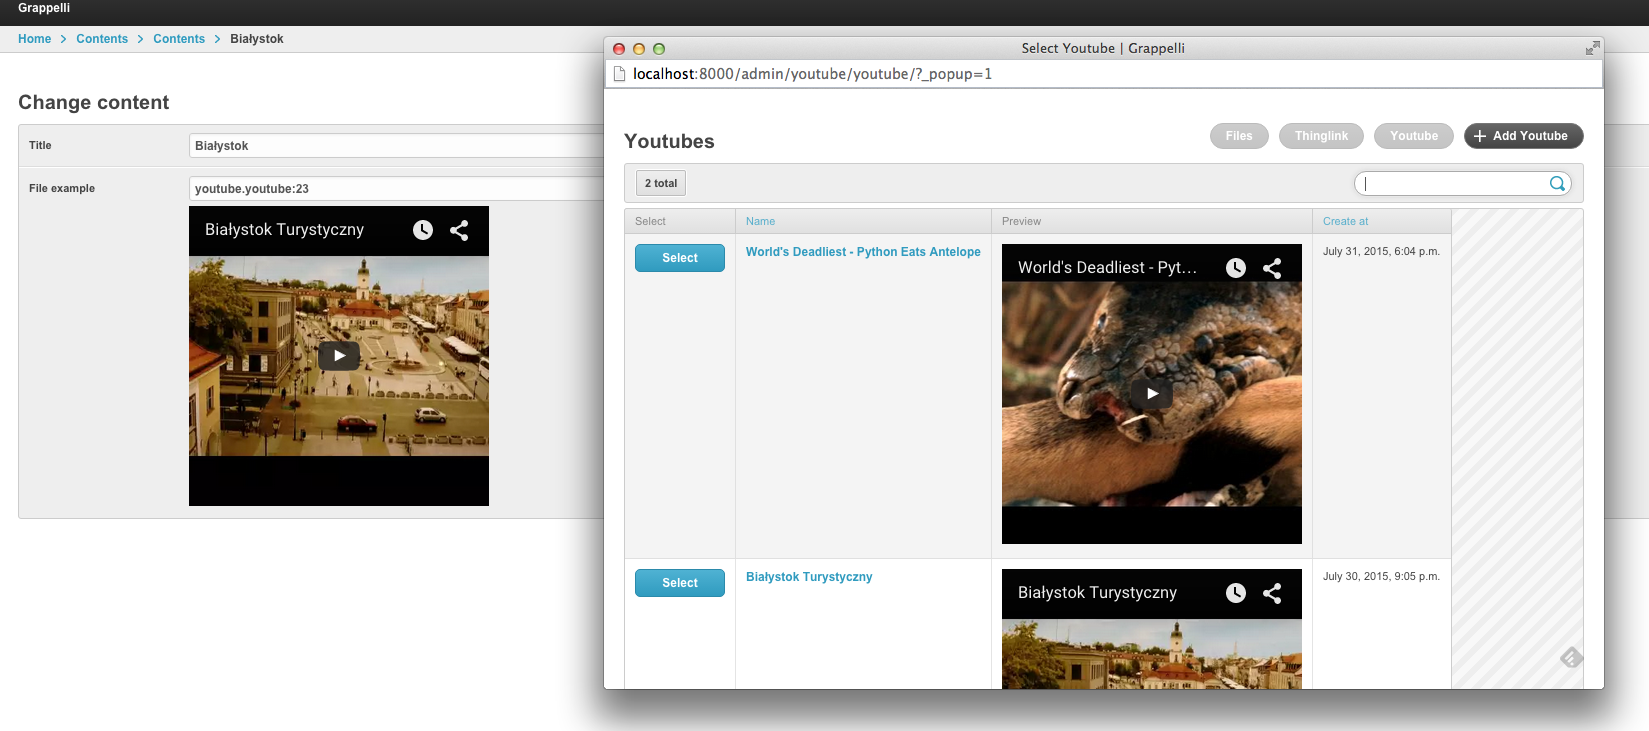 Grappelli
Home > Contents > Contents > Białystok
Change content
Title
Białystok
File example
youtube.youtube:23
Białystok Turystyczny
Select Youtube | Grappelli
localhost:8000/admin/youtube/youtube/?_popup=1
Youtubes
Files
Thinglink
Youtube
+ Add Youtube
2 total
Select Name Preview Create at
Select
World's Deadliest - Python Eats Antelope
World's Deadliest - Pyt...
July 31, 2015, 6:04 p.m.
Select
Białystok Turystyczny
Białystok Turystyczny
July 30, 2015, 9:05 p.m.